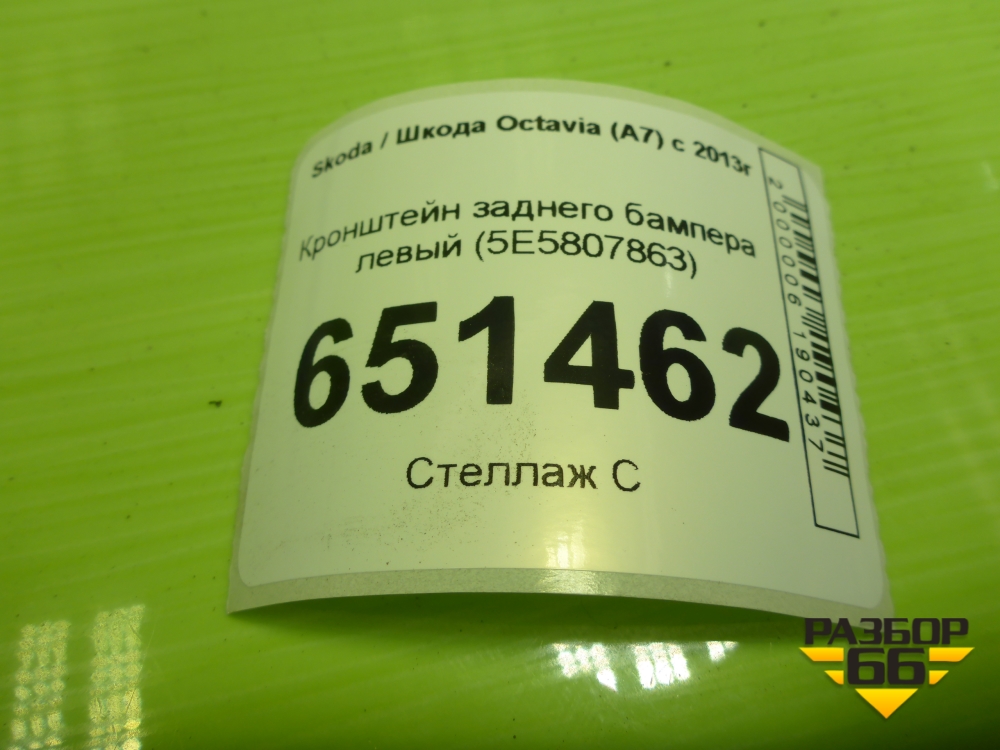 Skoda / Шкода Octavia (A7) с 2013г
Кронштейн заднего бампера
левый (5E5807863)
651462
Стеллаж С
2000006190437
РАЗБОР
66